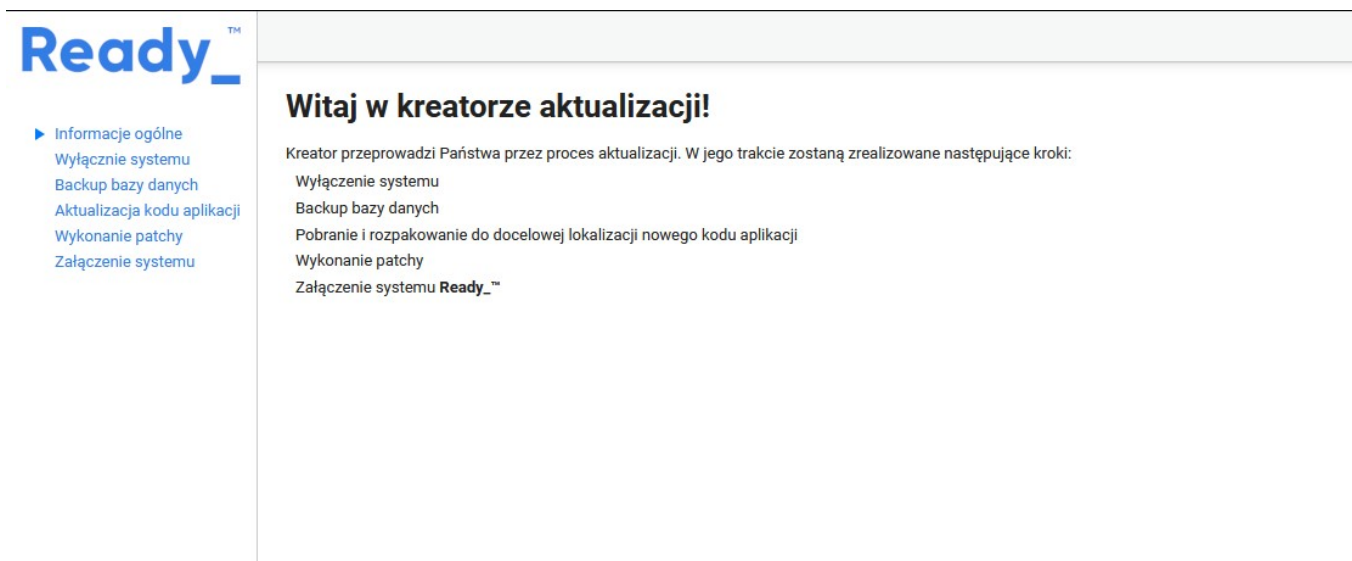 Ready_™
Informacje ogólne
Wyłącznie systemu
Backup bazy danych
Aktualizacja kodu aplikacji
Wykonanie patchy
Załączenie systemu
Witaj w kreatorze aktualizacji!
Kreator przeprowadzi Państwa przez proces aktualizacji. W jego trakcie zostaną zrealizowane następujące kroki:
Wyłączenie systemu
Backup bazy danych
Pobranie i rozpakowanie do docelowej lokalizacji nowego kodu aplikacji
Wykonanie patchy
Załączenie systemu Ready_™